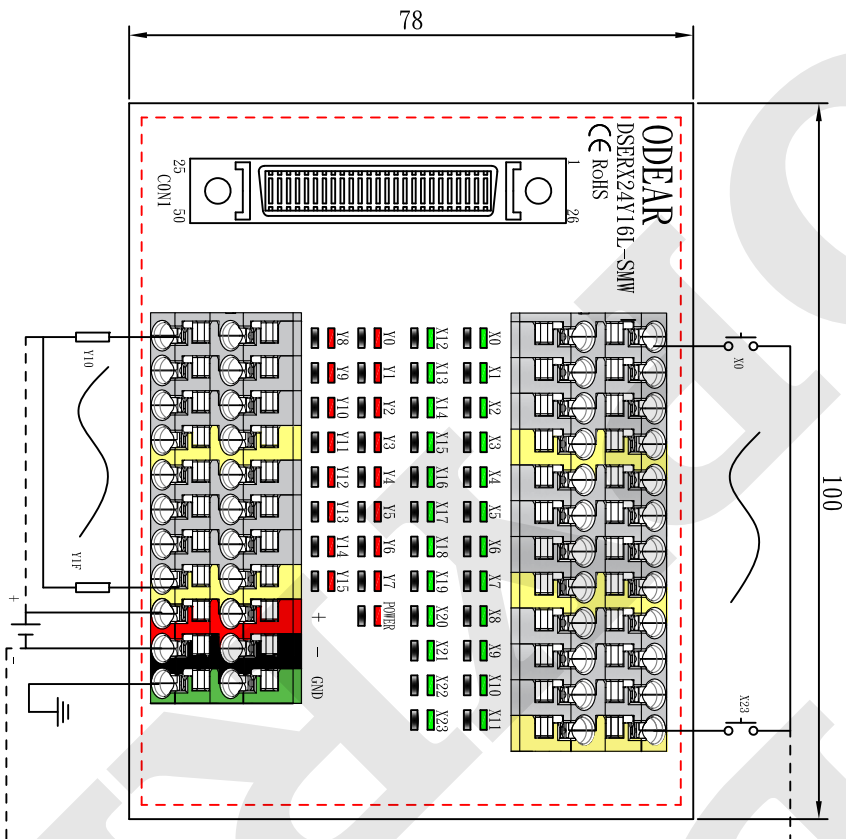 78
100
ODEAR
DSERX24Y16L-SMW
CE RoHS
1
26
25
50
CON1
X0
X1
X2
X3
X4
X5
X6
X7
X8
X9
X10
X11
X12
X13
X14
X15
X16
X17
X18
X19
X20
X21
X22
X23
Y0
Y1
Y2
Y3
Y4
Y5
Y6
Y7
POWER
Y8
Y9
Y10
Y11
Y12
Y13
Y14
Y15
+
-
GND
X0
X23
Y10
Y1F
+
-